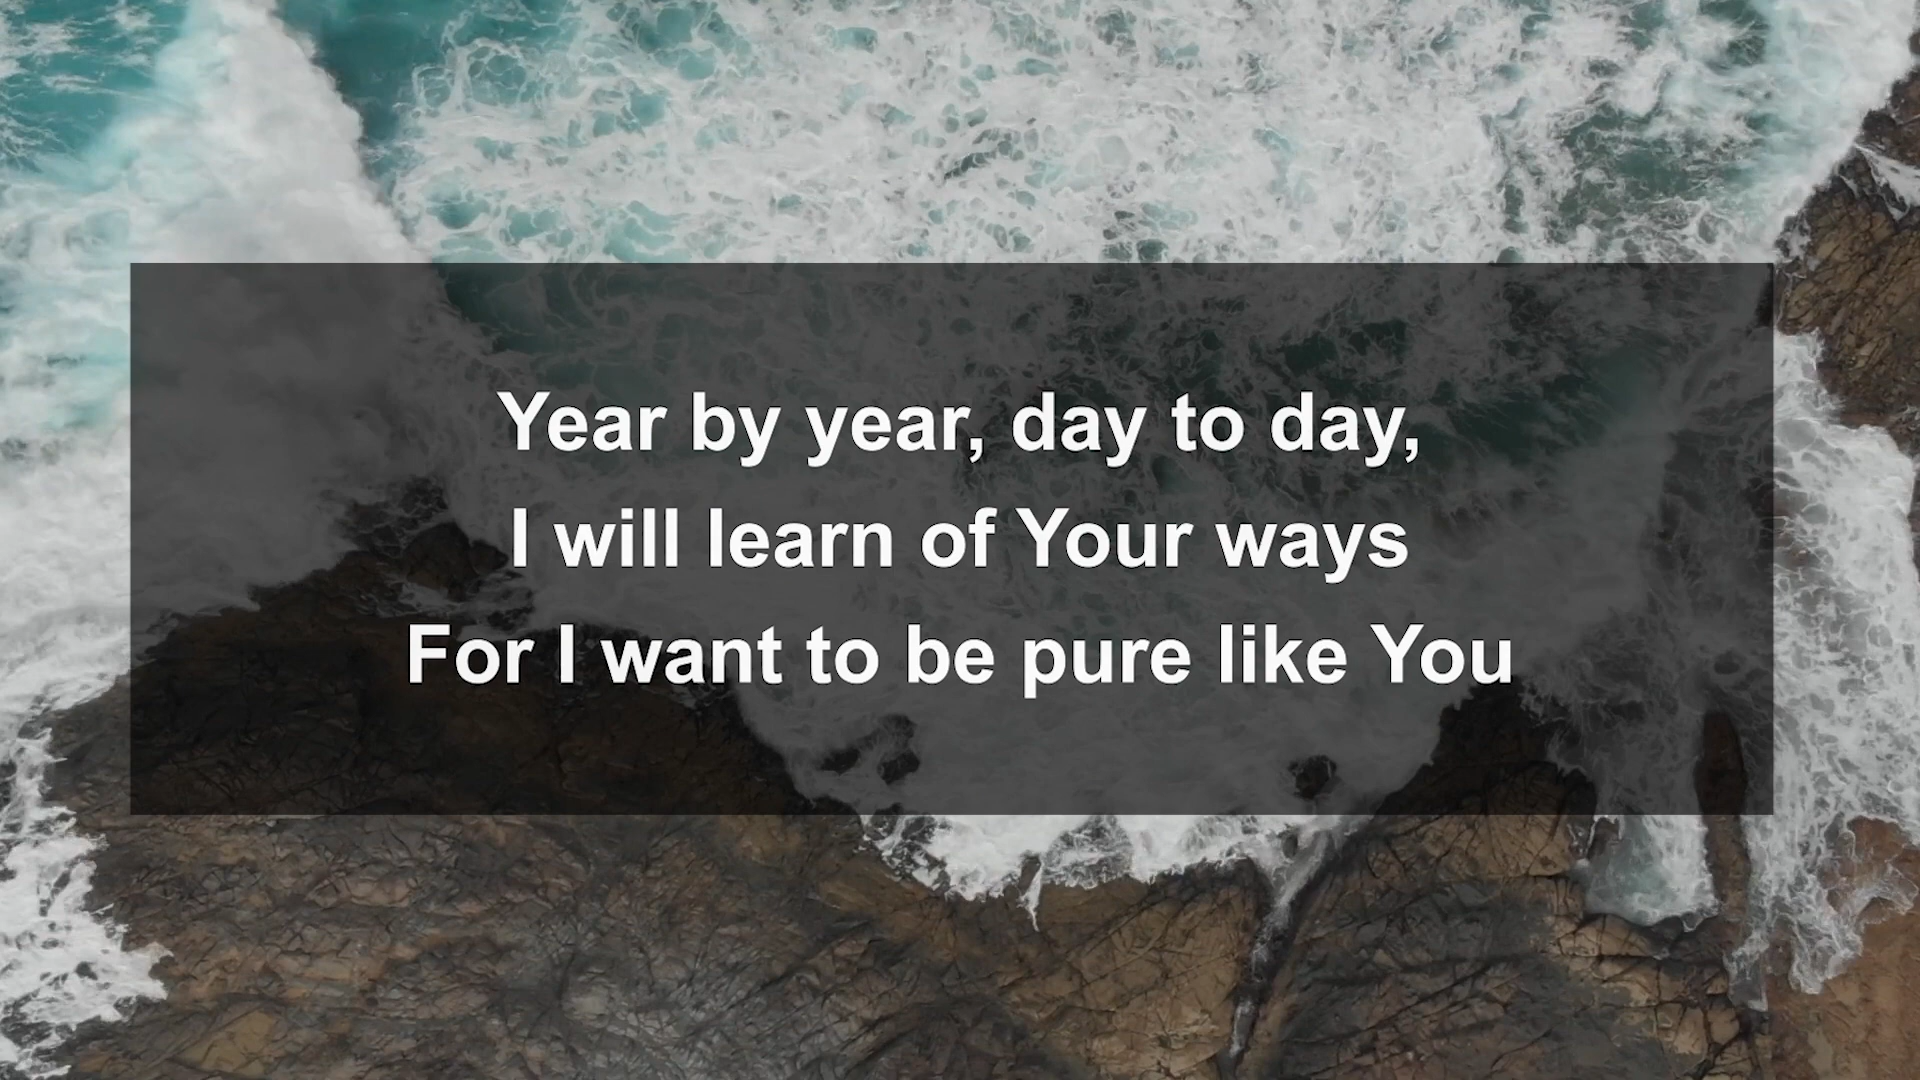 Year by year, day to day,
I will learn of Your ways
For I want to be pure like You